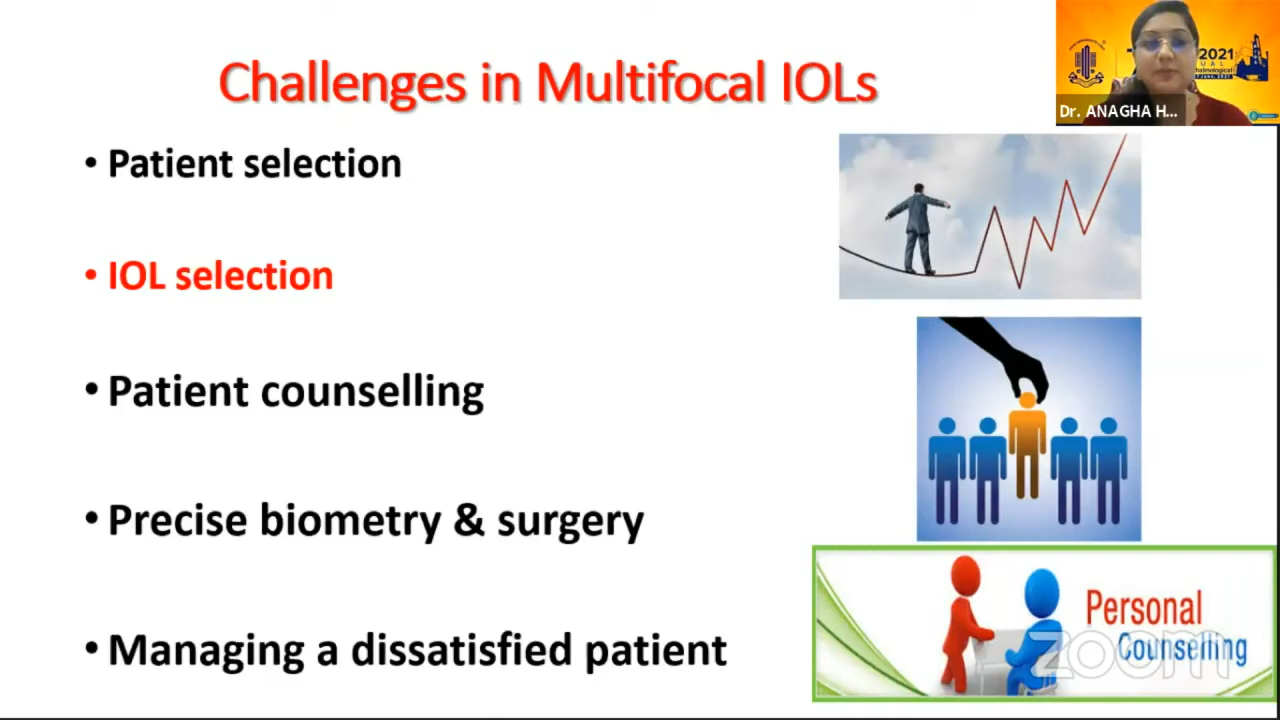 Challenges in Multifocal IOLs
2021
Dr. ANAGHA H...
• Patient selection
• IOL selection
• Patient counselling
• Precise biometry & surgery
• Managing a dissatisfied patient
Personal
Counselling
zoom